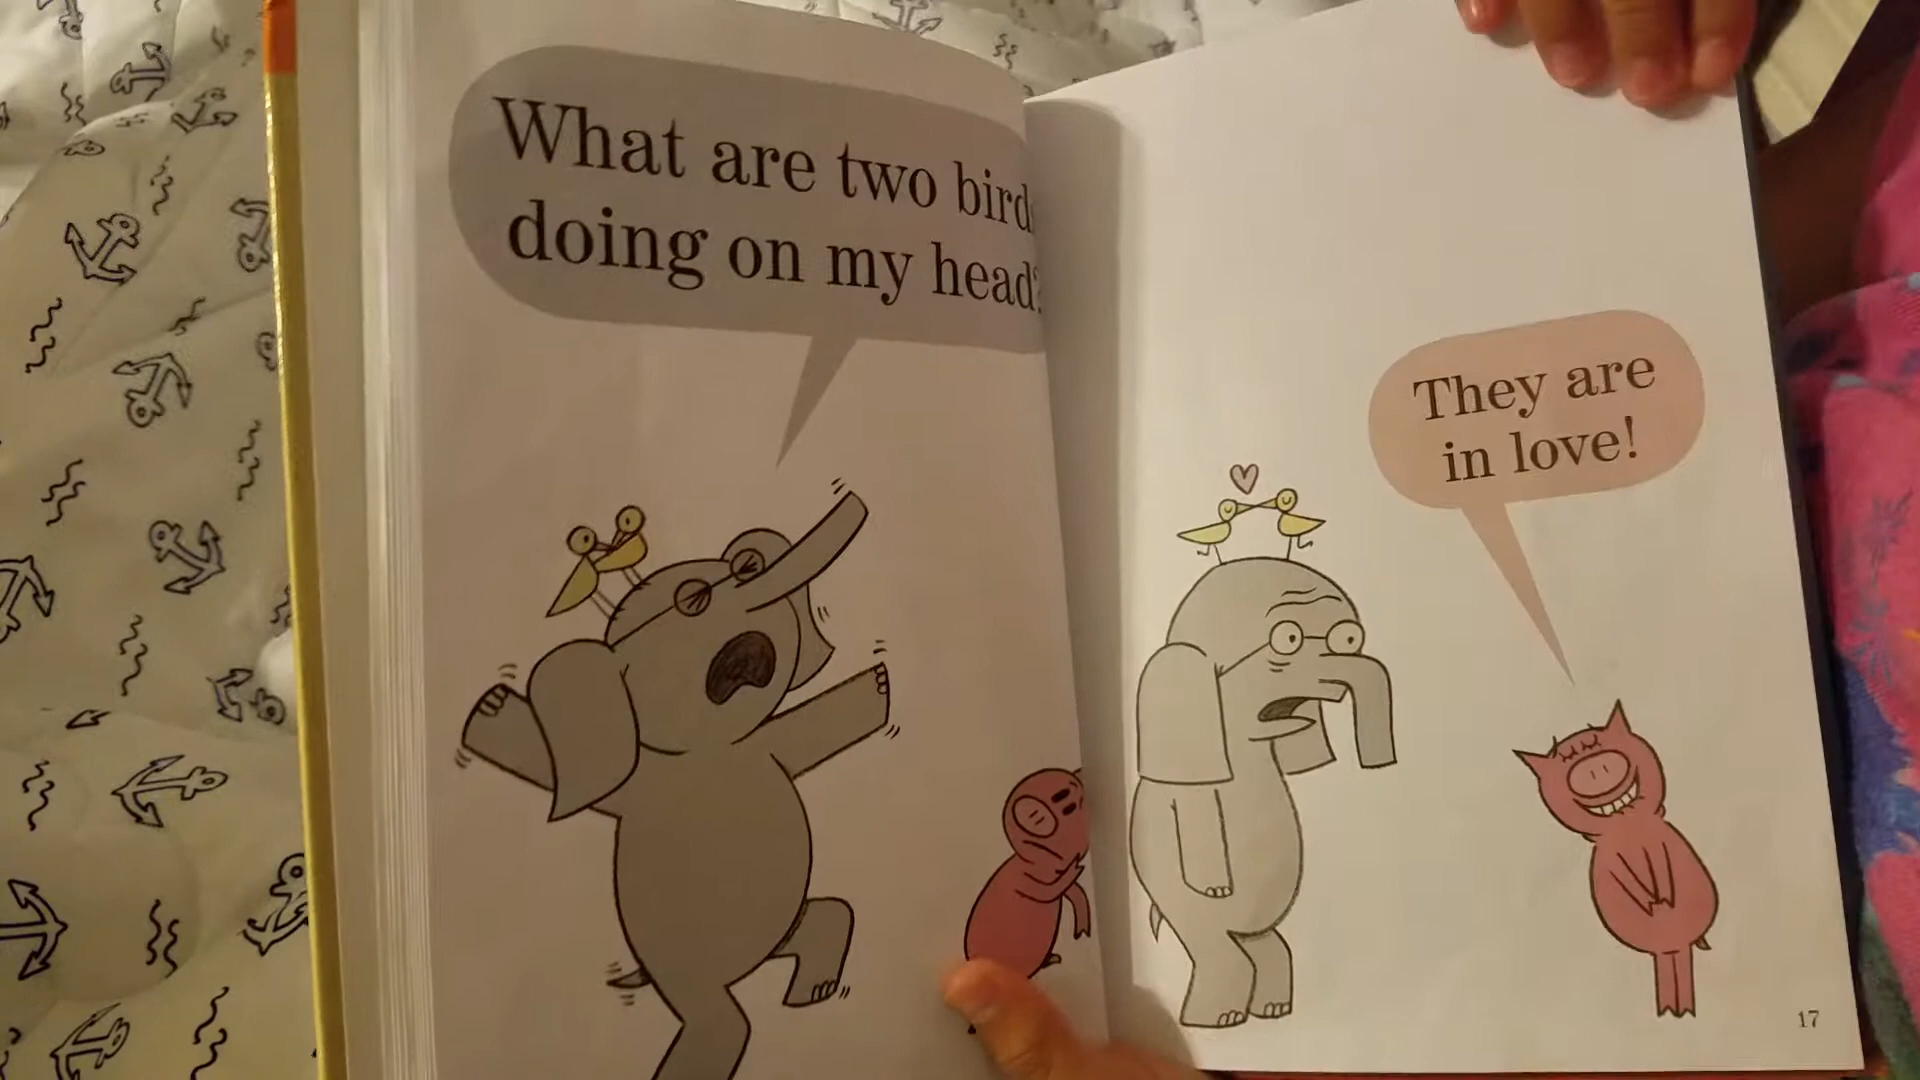 What are two bird
doing on my head?
They are
in love!
17